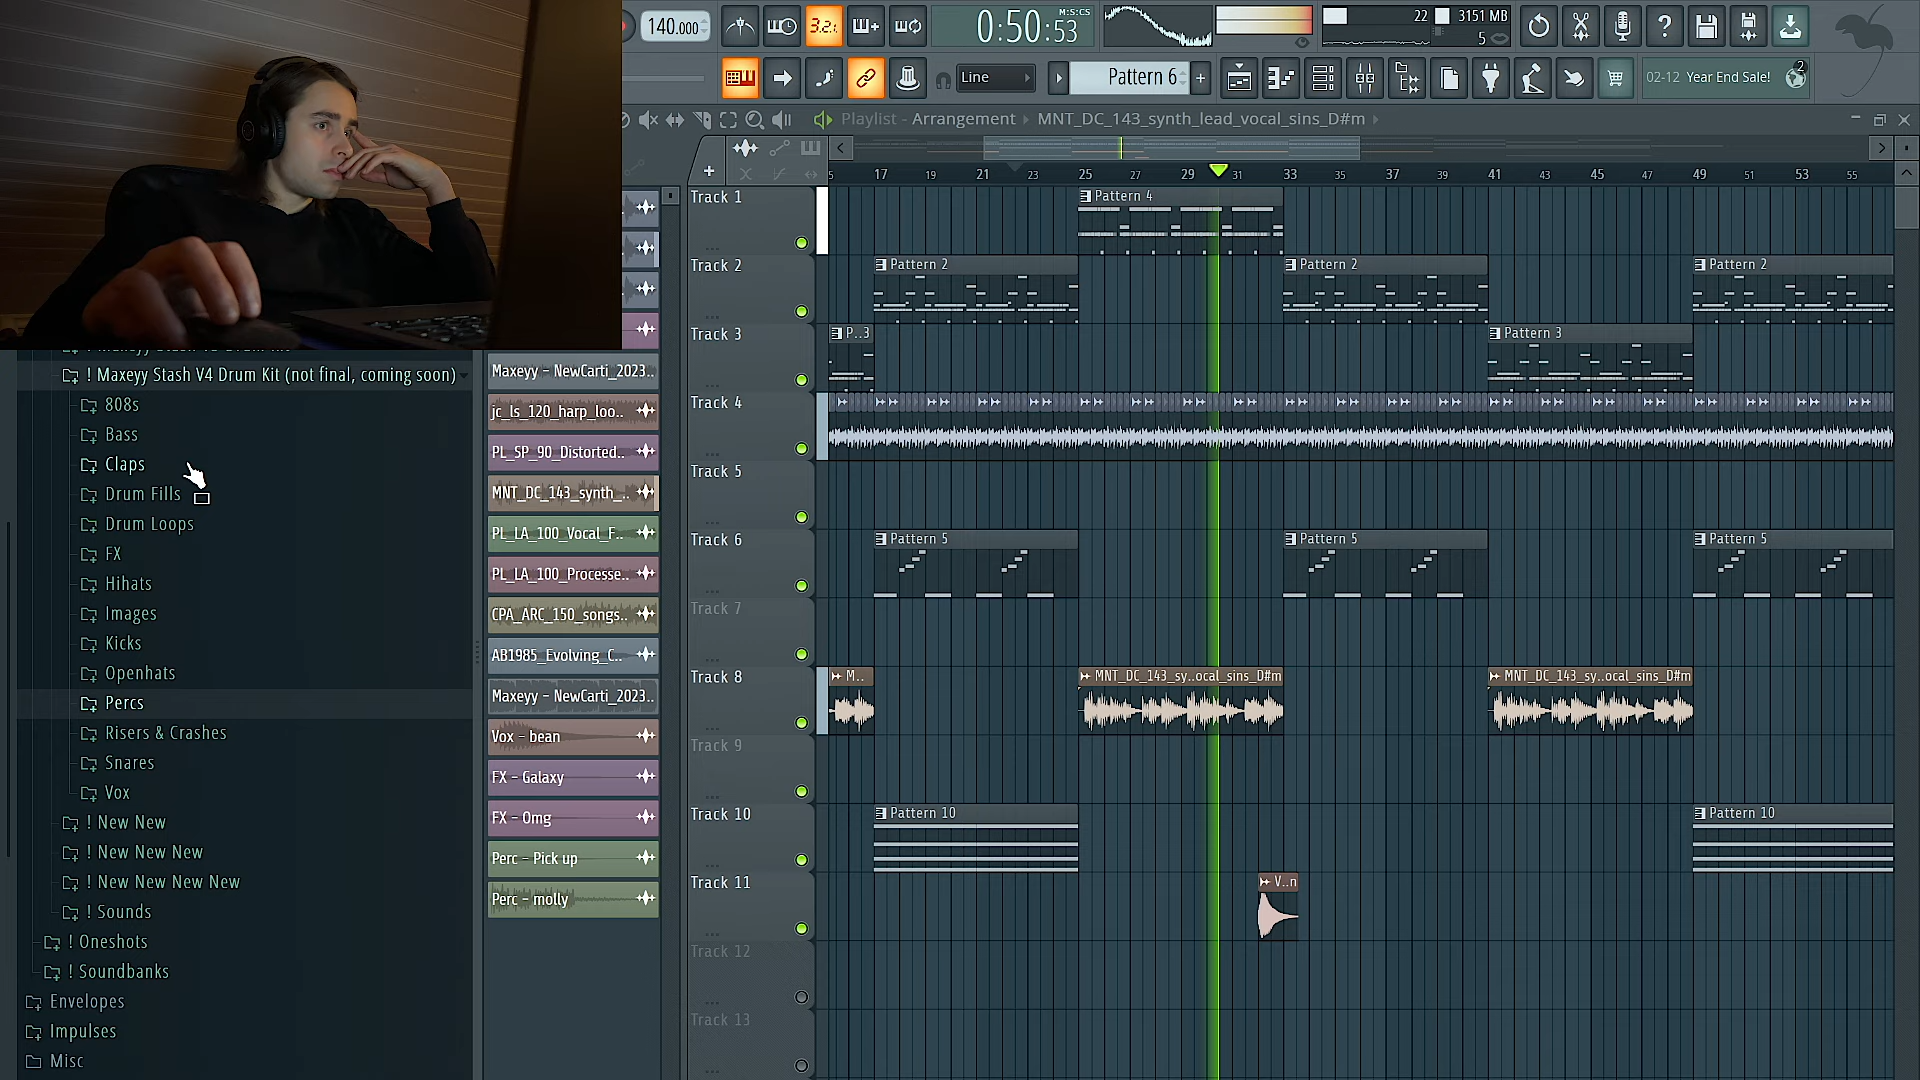 140.000
3.2.
0:50:53
M:S:CS
22
3151 MB
5
Line
Pattern 6
02-12 Year End Sale!
2
Playlist - Arrangement › MNT_DC_143_synth_lead_vocal_sins_D#m
5 17 19 21 23 25 27 29 31 33 35 37 39 41 43 45 47 49 51 53 55
! Maxeyy Stash V4 Drum Kit (not final, coming soon)
808s
Bass
Claps
Drum Fills
Drum Loops
FX
Hihats
Images
Kicks
Openhats
Percs
Risers & Crashes
Snares
Vox
! New New
! New New New
! New New New New
! Sounds
! Oneshots
! Soundbanks
Envelopes
Impulses
Misc
Maxeyy - NewCarti_2023..
jc_ls_120_harp_loo..
PL_SP_90_Distorted..
MNT_DC_143_synth_..
PL_LA_100_Vocal_F..
PL_LA_100_Processe..
CPA_ARC_150_songs..
AB1985_Evolving_C..
Maxeyy - NewCarti_2023..
Vox - bean
FX - Galaxy
FX - Omg
Perc - Pick up
Perc - molly
Track 1
Pattern 4
Track 2
Pattern 2
Pattern 2
Pattern 2
Track 3
P..3
Pattern 3
Track 4
Track 5
Track 6
Pattern 5
Pattern 5
Pattern 5
Track 7
Track 8
M..
MNT_DC_143_sy..ocal_sins_D#m
MNT_DC_143_sy..ocal_sins_D#m
Track 9
Track 10
Pattern 10
Pattern 10
Track 11
V..n
Track 12
Track 13